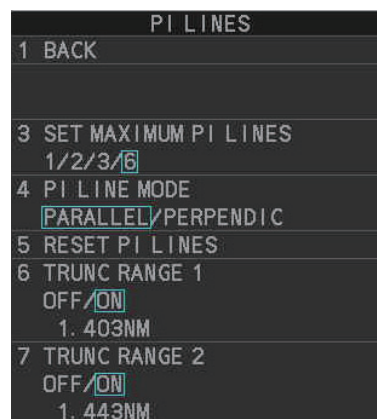 PI LINES
1 BACK
3 SET MAXIMUM PI LINES
1/2/3/6
4 PI LINE MODE
PARALLEL/PERPENDIC
5 RESET PI LINES
6 TRUNC RANGE 1
OFF/ON
1.403NM
7 TRUNC RANGE 2
OFF/ON
1.443NM